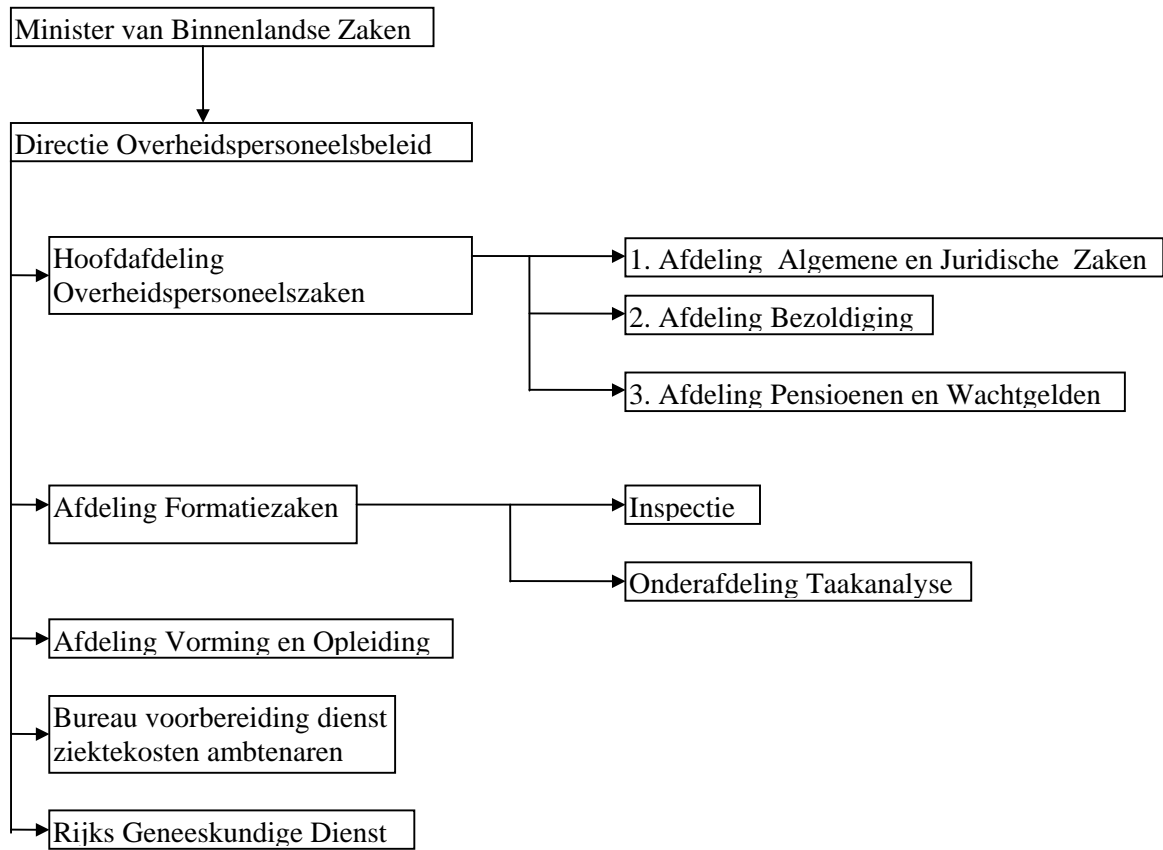 Minister van Binnenlandse Zaken
Directie Overheidspersoneelsbeleid
Hoofdafdeling
Overheidspersoneelszaken
1. Afdeling Algemene en Juridische Zaken
2. Afdeling Bezoldiging
3. Afdeling Pensioenen en Wachtgelden
Afdeling Formatiezaken
Inspectie
Onderafdeling Taakanalyse
Afdeling Vorming en Opleiding
Bureau voorbereiding dienst
ziektekosten ambtenaren
Rijks Geneeskundige Dienst